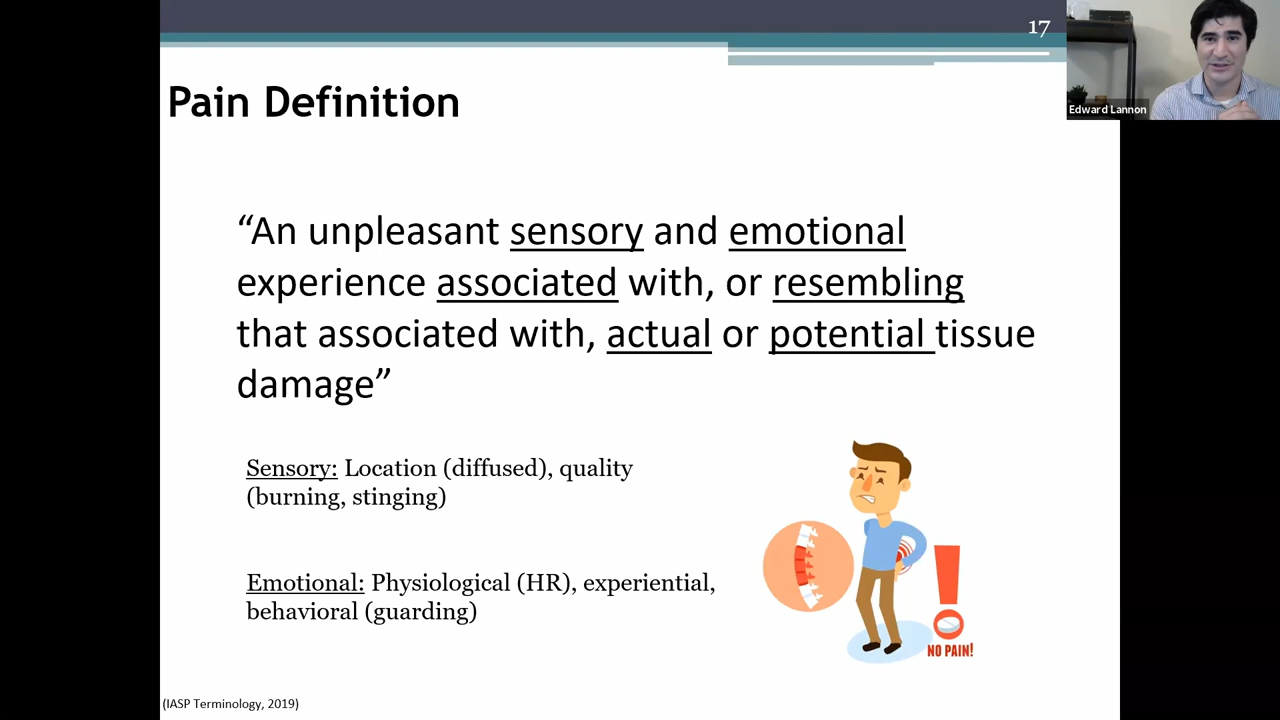 17
Edward Lannon
Pain Definition
“An unpleasant sensory and emotional
experience associated with, or resembling
that associated with, actual or potential tissue
damage”
Sensory: Location (diffused), quality
(burning, stinging)
Emotional: Physiological (HR), experiential,
behavioral (guarding)
NO PAIN!
(IASP Terminology, 2019)